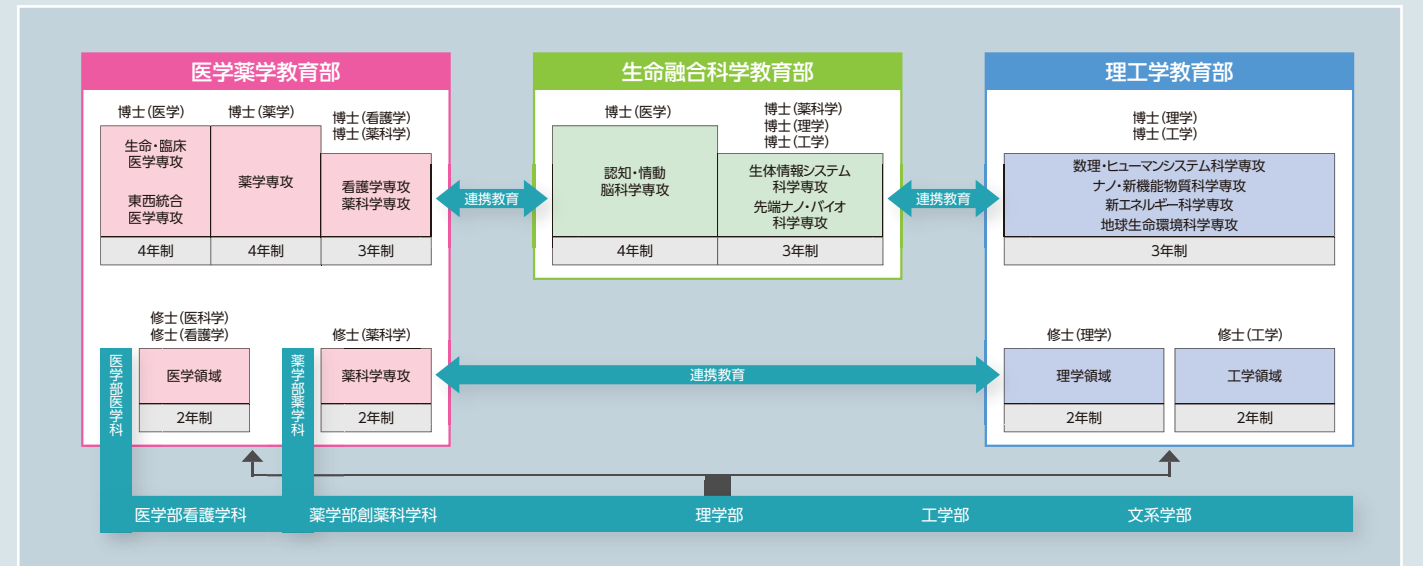 医学薬学教育部
博士(医学)
博士(薬学)
博士(看護学)
博士(薬科学)
生命・臨床
医学専攻
東西統合
医学専攻
薬学専攻
看護学専攻
薬科学専攻
4年制
4年制
3年制
修士(医科学)
修士(看護学)
修士(薬科学)
医学領域
薬科学専攻
2年制
2年制
連携教育
生命融合科学教育部
博士(医学)
博士(薬科学)
博士(理学)
博士(工学)
認知・情動
脳科学専攻
生体情報システム
科学専攻
先端ナノ・バイオ
科学専攻
4年制
3年制
連携教育
理工学教育部
博士(理学)
博士(工学)
数理・ヒューマンシステム科学専攻
ナノ・新機能物質科学専攻
新エネルギー科学専攻
地球生命環境科学専攻
3年制
連携教育
修士(理学)
修士(工学)
理学領域
工学領域
2年制
2年制
医学部医学科
薬学部薬学科
医学部看護学科
薬学部創薬科学科
理学部
工学部
文系学部